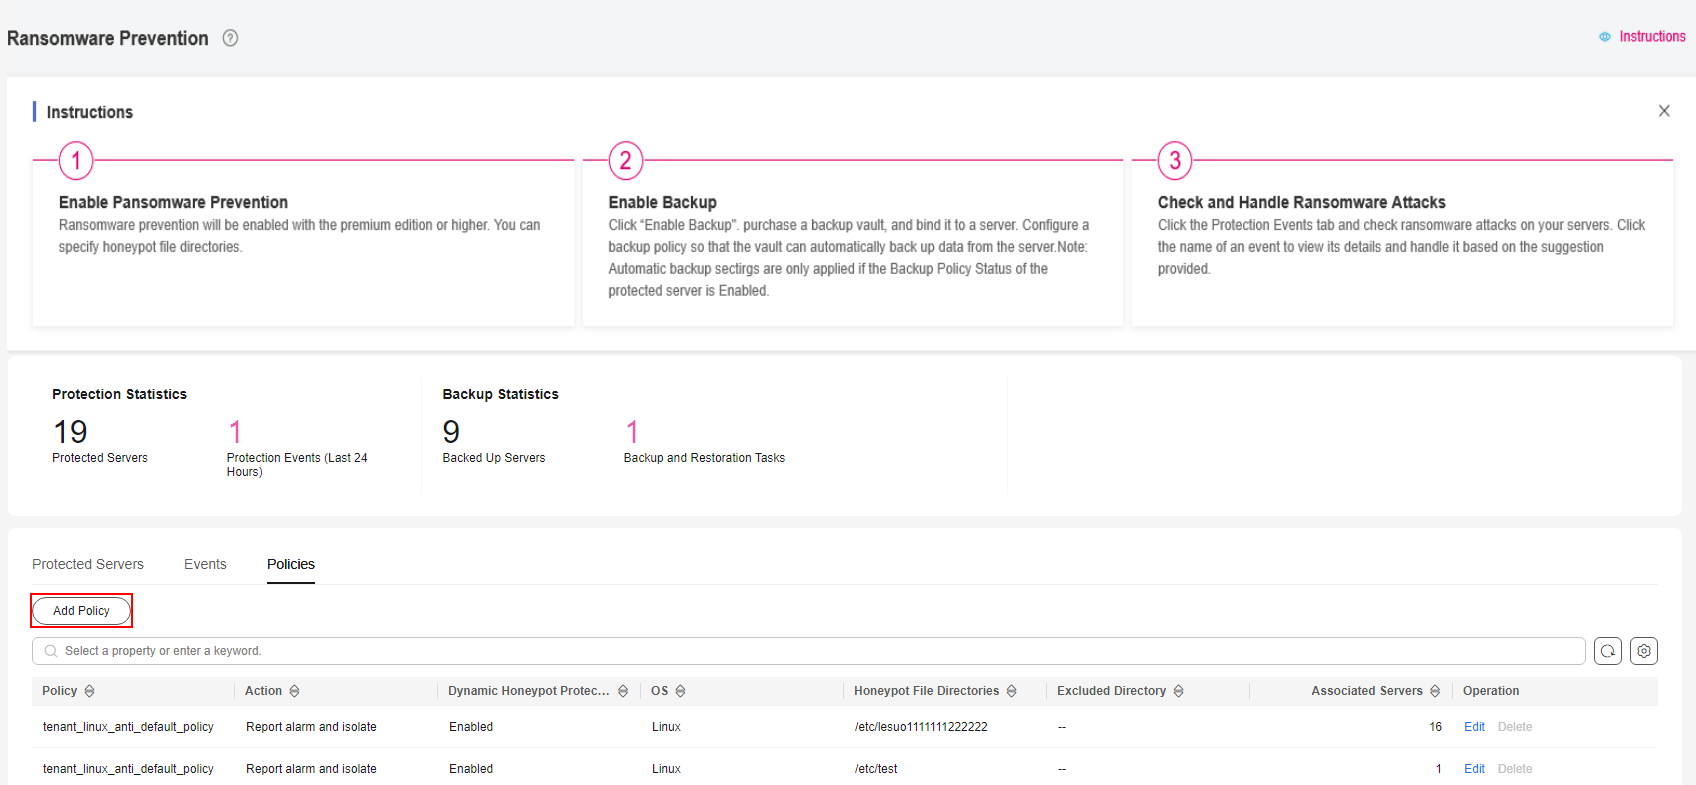 Ransomware Prevention ?
Instructions
Instructions
1
2
3
Enable Pansomware Prevention
Ransomware prevention will be enabled with the premium edition or higher. You can
specify honeypot file directories.
Enable Backup
Click “Enable Backup". purchase a backup vault, and bind it to a server. Configure a
backup policy so that the vault can automatically back up data from the server.Note:
Automatic backup sectirgs are only applied if the Backup Policy Status of the
protected server is Enabled.
Check and Handle Ransomware Attacks
Click the Protection Events tab and check ransomware attacks on your servers. Click
the name of an event to view its details and handle it based on the suggestion
provided.
Protection Statistics
19
Protected Servers
1
Protection Events (Last 24
Hours)
Backup Statistics
9
Backed Up Servers
1
Backup and Restoration Tasks
Protected Servers Events Policies
Add Policy
Select a property or enter a keyword.
Policy Action Dynamic Honeypot Protec... OS Honeypot File Directories Excluded Directory Associated Servers Operation
tenant_linux_anti_default_policy Report alarm and isolate Enabled Linux /etc/lesuo1111111222222 -- 16 Edit Delete
tenant_linux_anti_default_policy Report alarm and isolate Enabled Linux /etc/test -- 1 Edit Delete